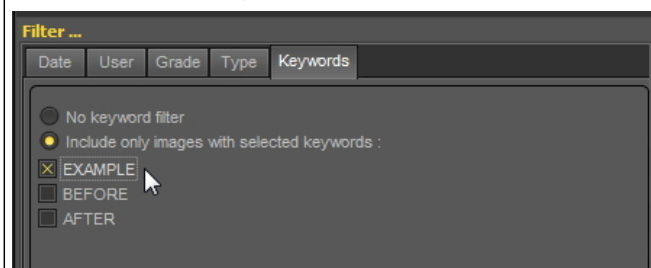 Filter ...
Date User Grade Type Keywords
No keyword filter
Include only images with selected keywords :
EXAMPLE
BEFORE
AFTER